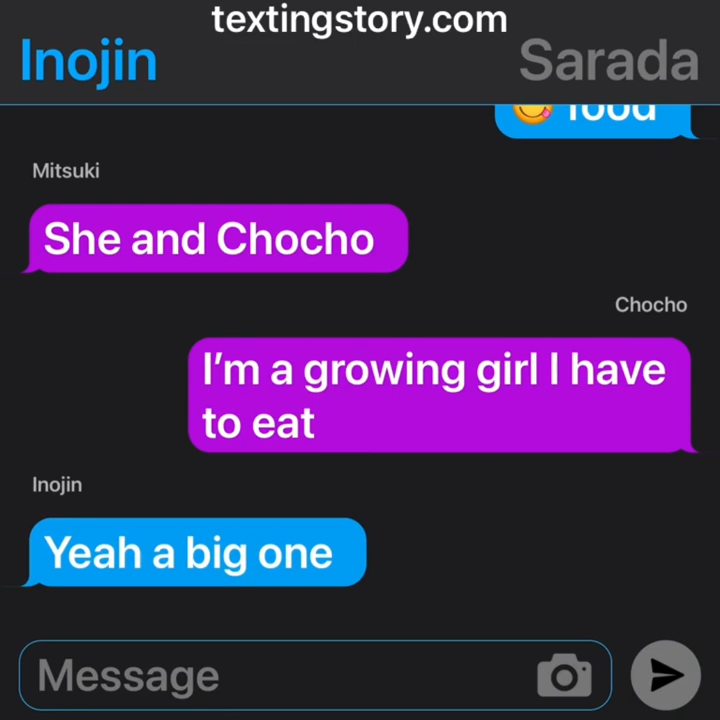 textingstory.com
Inojin
Sarada
😋 food
Mitsuki
She and Chocho
Chocho
I'm a growing girl I have
to eat
Inojin
Yeah a big one
Message